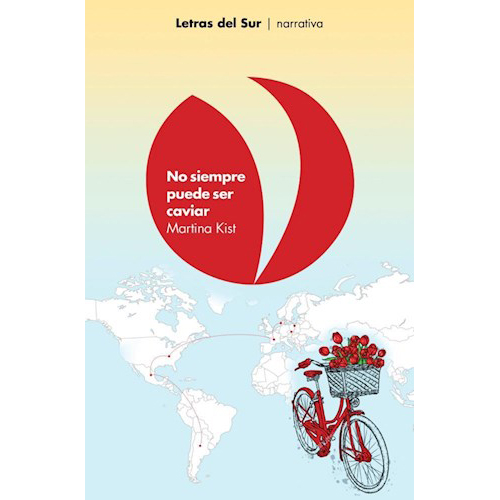 Letras del Sur | narrativa
No siempre
puede ser
caviar
Martina Kist